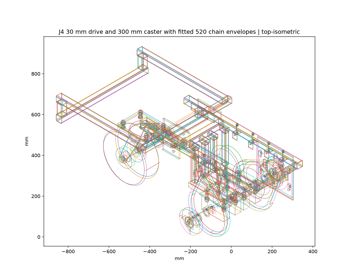 J4 30 mm drive and 300 mm caster with fitted 520 chain envelopes | top-isometric
800
600
400
200
0
mm
−800 −600 −400 −200 0 200 400
mm